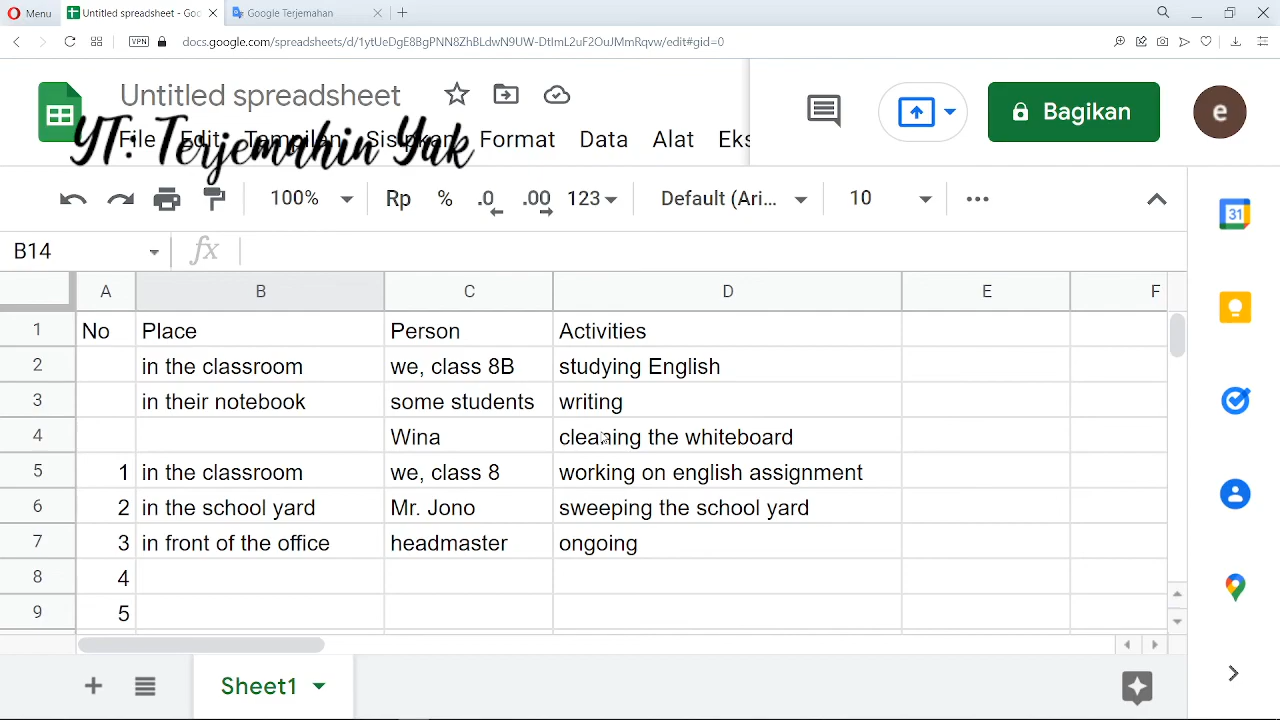 Menu
Untitled spreadsheet - Goo
Google Terjemahan
VPN
docs.google.com/spreadsheets/d/1ytUeDgE8BgPNN8ZhBLdwN9UW-DtImL2uF2OuJMmRqvw/edit#gid=0
Untitled spreadsheet
Bagikan
e
File Edit Tampilan Sisipkan Format Data Alat Eks
YT: Terjemahin Yak
100% Rp % .0 .00 123 Default (Ari... 10
31
B14
fx
A B C D E F
1 No Place Person Activities
2 in the classroom we, class 8B studying English
3 in their notebook some students writing
4 Wina cleaning the whiteboard
5 1 in the classroom we, class 8 working on english assignment
6 2 in the school yard Mr. Jono sweeping the school yard
7 3 in front of the office headmaster ongoing
8 4
9 5
Sheet1